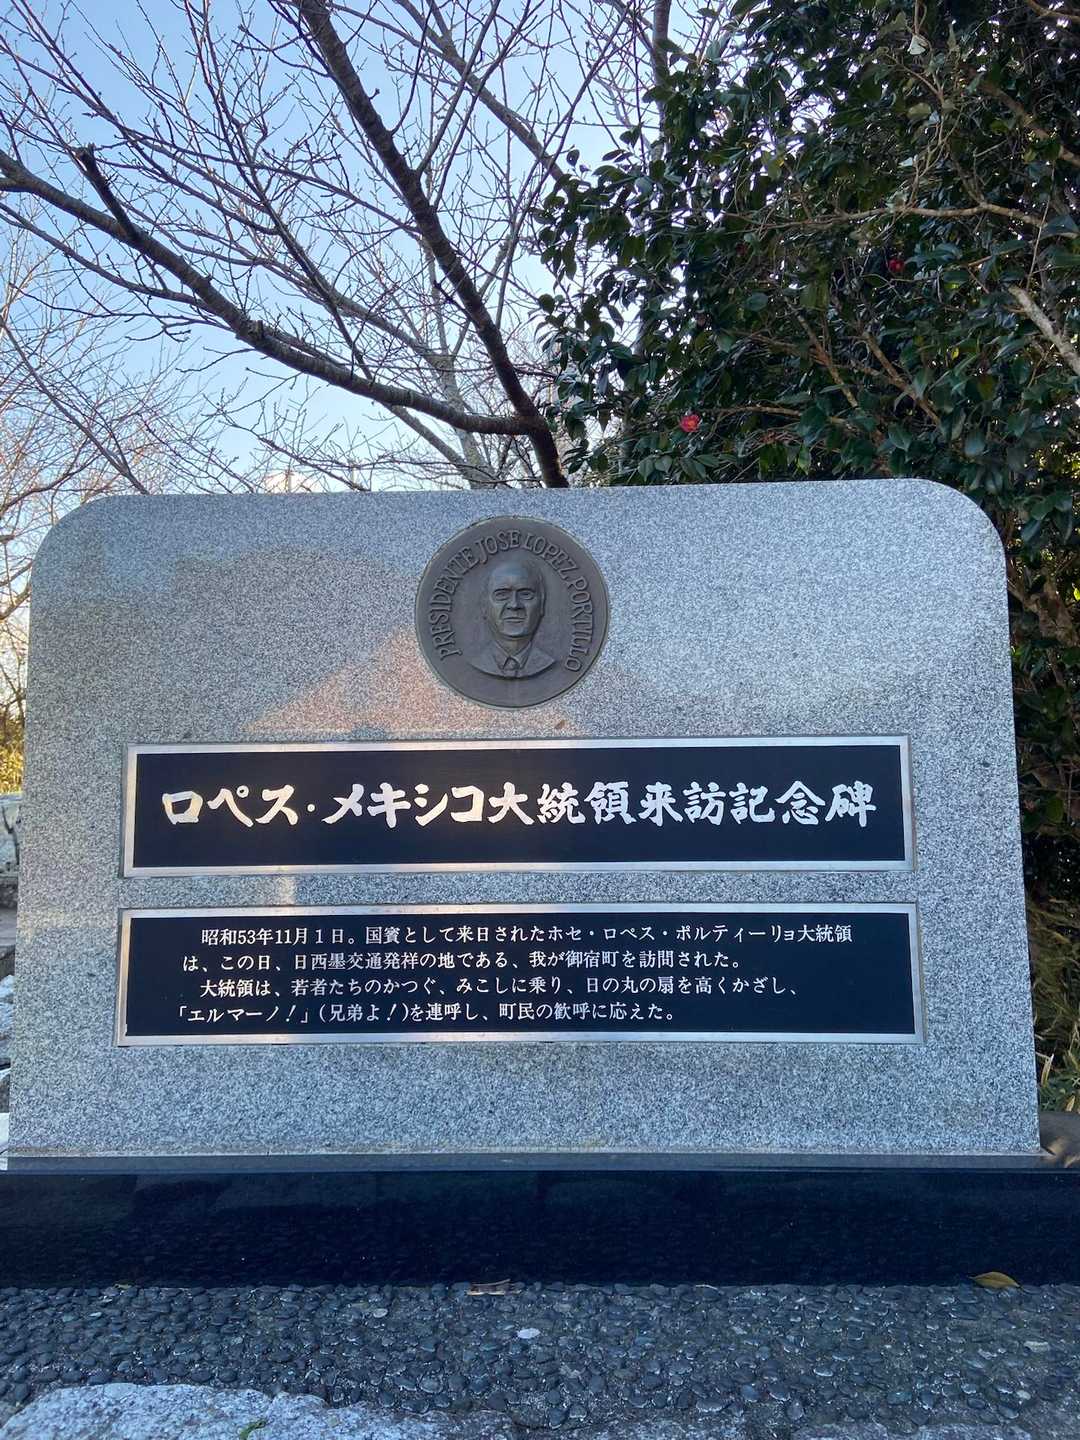 PRESIDENTE JOSE LOPEZ PORTILLO
ロペス・メキシコ大統領来訪記念碑
昭和53年11月1日。国賓として来日されたホセ・ロペス・ポルティーリョ大統領
は、この日、日西墨交通発祥の地である、我が御宿町を訪問された。
大統領は、若者たちのかつぐ、みこしに乗り、日の丸の扇を高くかざし、
「エルマーノ！」(兄弟よ！)を連呼し、町民の歓呼に応えた。